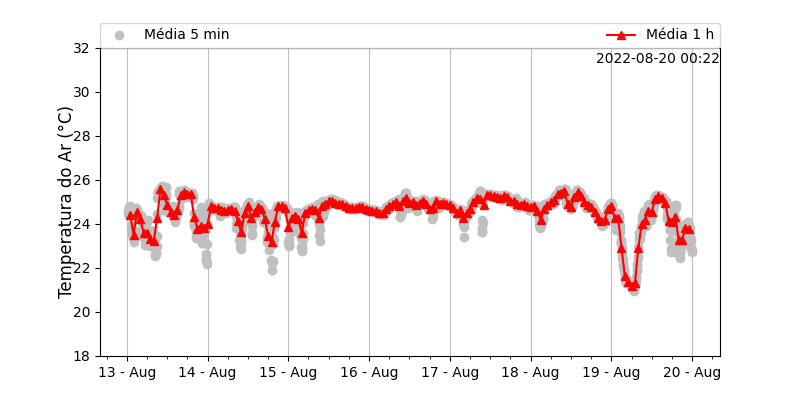 Média 5 min
Média 1 h
2022-08-20 00:22
Temperatura do Ar (°C)
32
30
28
26
24
22
20
18
13 - Aug
14 - Aug
15 - Aug
16 - Aug
17 - Aug
18 - Aug
19 - Aug
20 - Aug